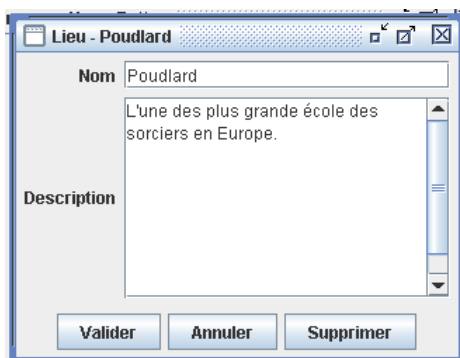 Lieu - Poudlard
Nom Poudlard
L'une des plus grande école des
sorciers en Europe.
Description
Valider Annuler Supprimer